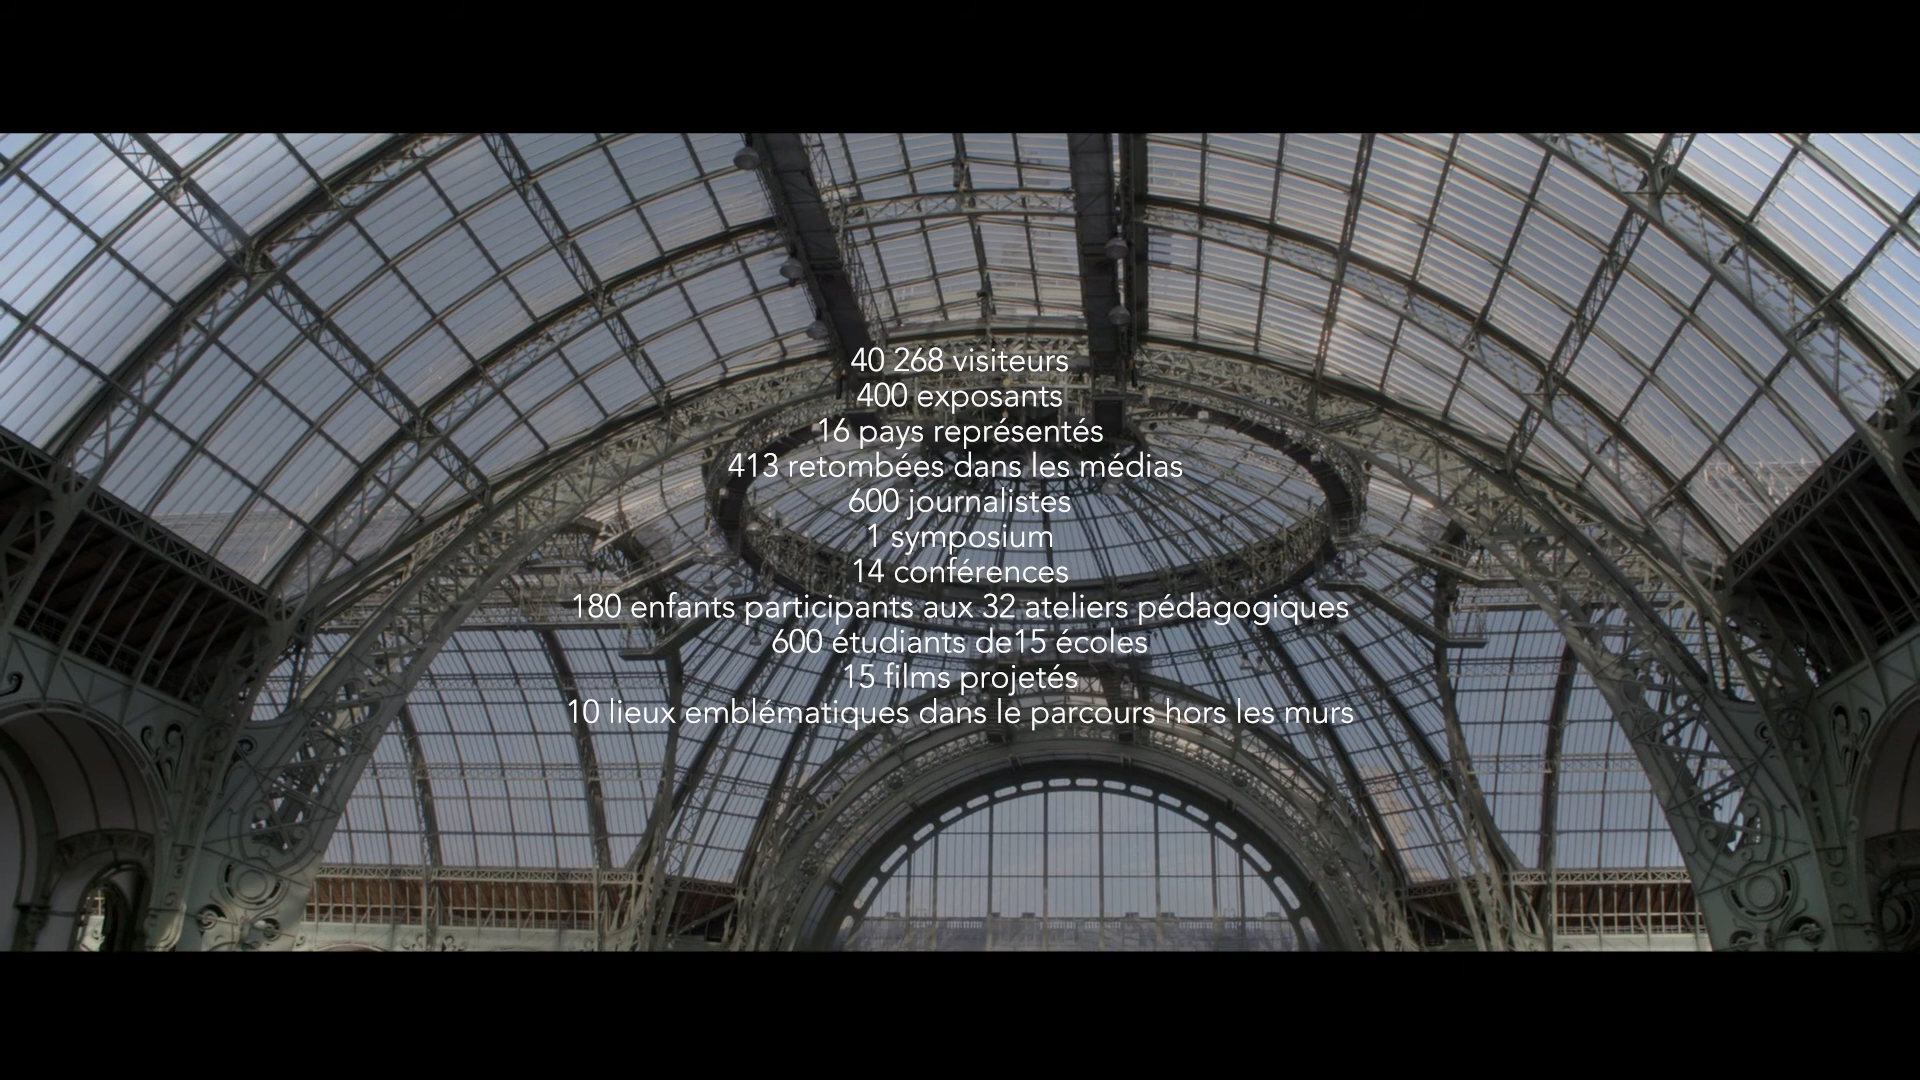 40 268 visiteurs
400 exposants
16 pays représentés
413 retombées dans les médias
600 journalistes
1 symposium
14 conférences
180 enfants participants aux 32 ateliers pédagogiques
600 étudiants de15 écoles
15 films projetés
10 lieux emblématiques dans le parcours hors les murs